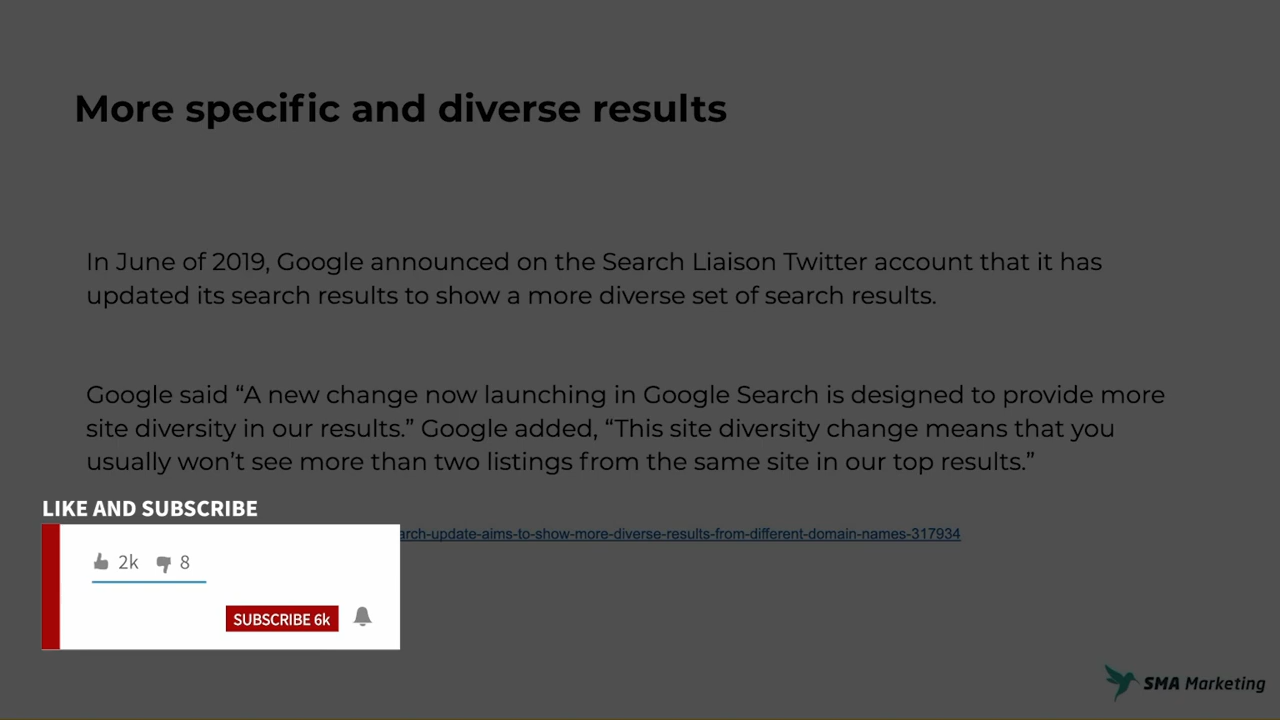 More specific and diverse results
In June of 2019, Google announced on the Search Liaison Twitter account that it has
updated its search results to show a more diverse set of search results.
Google said “A new change now launching in Google Search is designed to provide more
site diversity in our results.” Google added, “This site diversity change means that you
usually won’t see more than two listings from the same site in our top results.”
LIKE AND SUBSCRIBE
arch-update-aims-to-show-more-diverse-results-from-different-domain-names-317934
2k 8
SUBSCRIBE 6k
SMA Marketing